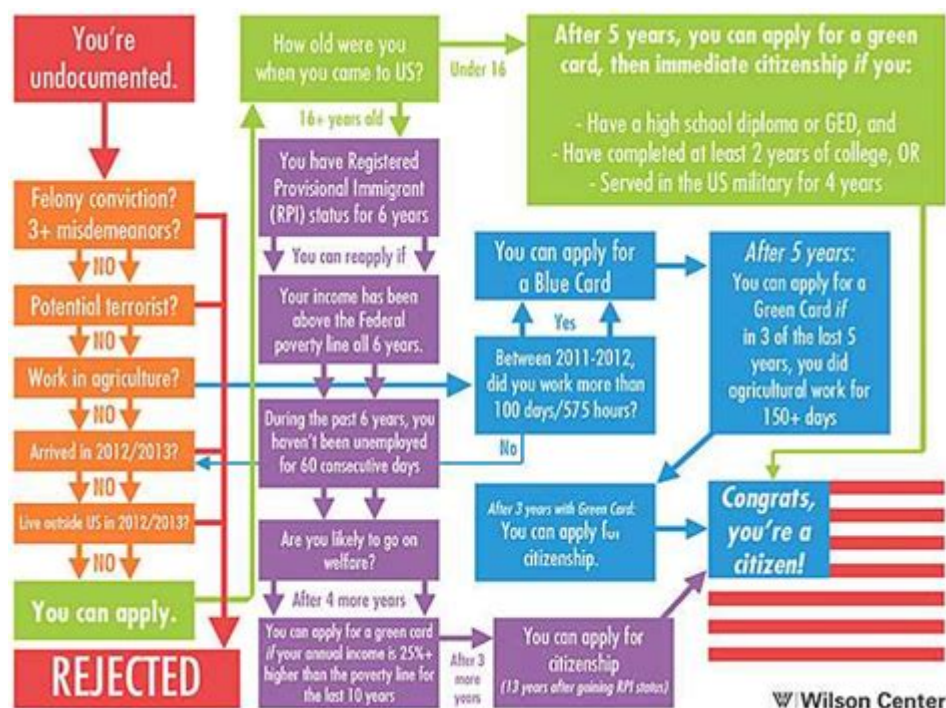 You're
undocumented.
Felony conviction?
3+ misdemeanors?
NO
Potential terrorist?
NO
Work in agriculture?
NO
Arrived in 2012/2013?
NO
Live outside US in 2012/2013?
NO
You can apply.
REJECTED
How old were you
when you came to US?
Under 16
16+ years old
You have Registered
Provisional Immigrant
(RPI) status for 6 years
You can reapply if
Your income has been
above the Federal
poverty line all 6 years.
During the past 6 years, you
haven't been unemployed
for 60 consecutive days
Are you likely to go on
welfare?
After 4 more years
You can apply for a green card
if your annual income is 25%+
higher than the poverty line for
the last 10 years
After 3
more
years
You can apply for
citizenship
(13 years after gaining RPI status)
After 5 years, you can apply for a green
card, then immediate citizenship if you:
- Have a high school diploma or GED, and
- Have completed at least 2 years of college, OR
- Served in the US military for 4 years
You can apply for
a Blue Card
Yes
Between 2011-2012,
did you work more than
100 days/575 hours?
No
After 5 years:
You can apply for a
Green Card if
in 3 of the last 5
years, you did
agricultural work for
150+ days
After 3 years with Green Card:
You can apply for
citizenship.
Congrats,
you're a
citizen!
W Wilson Center